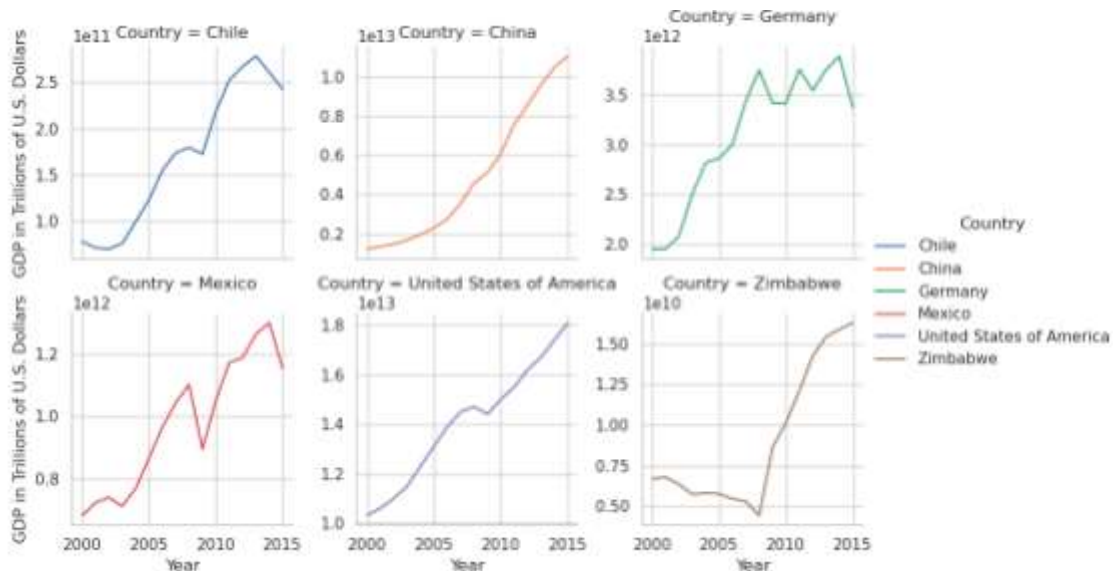 Country = Chile
Country = China
Country = Germany
1e11
1e13
1e12
GDP in Trillions of U.S. Dollars
2.5
2.0
1.5
1.0
1.0
0.8
0.6
0.4
0.2
3.5
3.0
2.5
2.0
Country = Mexico
Country = United States of America
Country = Zimbabwe
1e12
1e13
1e10
GDP in Trillions of U.S. Dollars
1.2
1.0
0.8
1.8
1.6
1.4
1.2
1.0
1.50
1.25
1.00
0.75
0.50
2000 2005 2010 2015
2000 2005 2010 2015
2000 2005 2010 2015
Year
Year
Year
Country
Chile
China
Germany
Mexico
United States of America
Zimbabwe